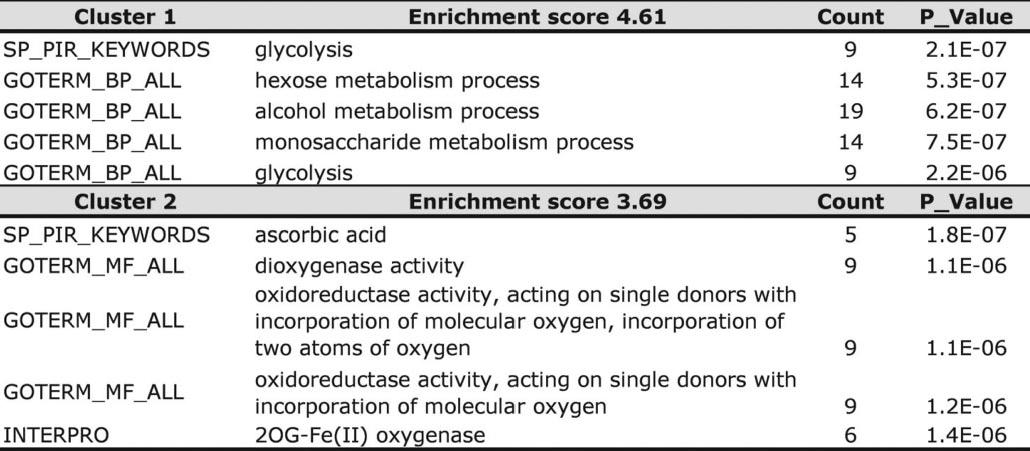 Cluster 1 Enrichment score 4.61 Count P_Value
SP_PIR_KEYWORDS glycolysis 9 2.1E-07
GOTERM_BP_ALL hexose metabolism process 14 5.3E-07
GOTERM_BP_ALL alcohol metabolism process 19 6.2E-07
GOTERM_BP_ALL monosaccharide metabolism process 14 7.5E-07
GOTERM_BP_ALL glycolysis 9 2.2E-06
Cluster 2 Enrichment score 3.69 Count P_Value
SP_PIR_KEYWORDS ascorbic acid 5 1.8E-07
GOTERM_MF_ALL dioxygenase activity 9 1.1E-06
oxidoreductase activity, acting on single donors with
GOTERM_MF_ALL incorporation of molecular oxygen, incorporation of
two atoms of oxygen 9 1.1E-06
oxidoreductase activity, acting on single donors with
GOTERM_MF_ALL incorporation of molecular oxygen 9 1.2E-06
INTERPRO 2OG-Fe(II) oxygenase 6 1.4E-06